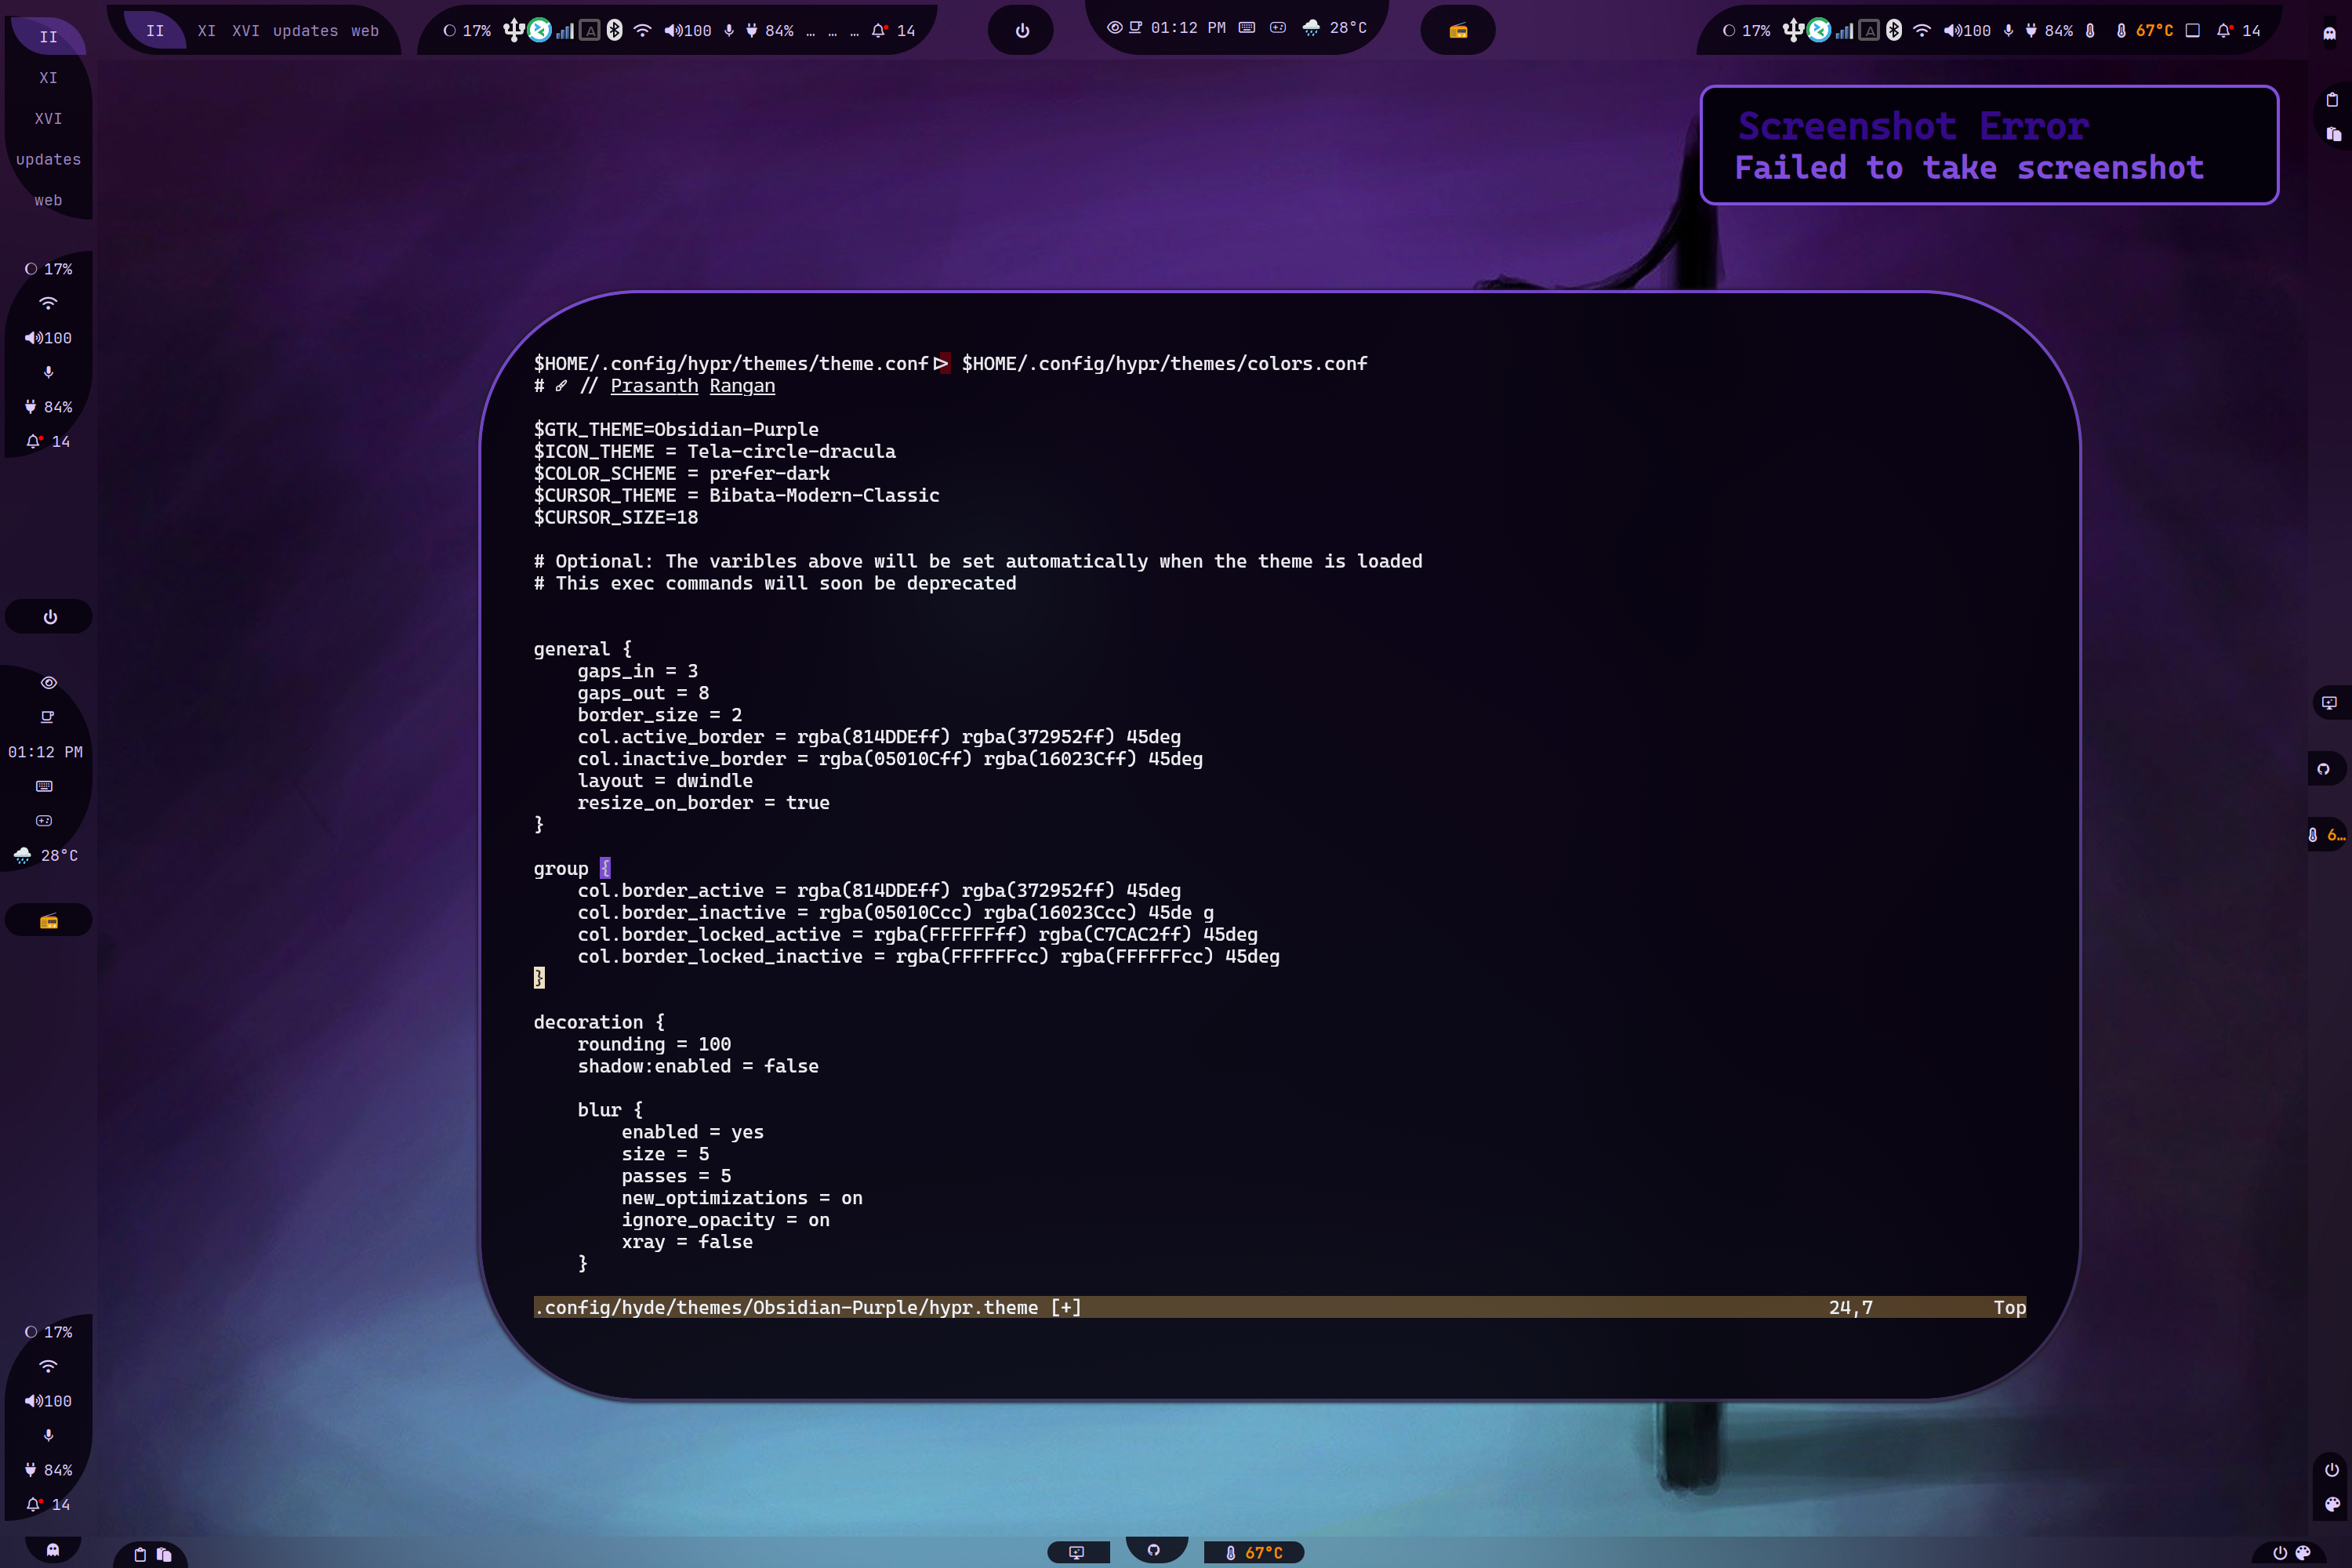 II XI XVI updates web
17% 100 84% … … … 14
01:12 PM 28°C
17% A 100 84% 67°C 14
II
XI
XVI
updates
web
17%
100
84%
14
01:12 PM
28°C
17%
100
84%
14
Screenshot Error
Failed to take screenshot
$HOME/.config/hypr/themes/theme.conf|> $HOME/.config/hypr/themes/colors.conf
# // Prasanth Rangan
$GTK_THEME=Obsidian-Purple
$ICON_THEME = Tela-circle-dracula
$COLOR_SCHEME = prefer-dark
$CURSOR_THEME = Bibata-Modern-Classic
$CURSOR_SIZE=18
# Optional: The varibles above will be set automatically when the theme is loaded
# This exec commands will soon be deprecated
general {
gaps_in = 3
gaps_out = 8
border_size = 2
col.active_border = rgba(814DDEff) rgba(372952ff) 45deg
col.inactive_border = rgba(05010Cff) rgba(16023Cff) 45deg
layout = dwindle
resize_on_border = true
}
group {
col.border_active = rgba(814DDEff) rgba(372952ff) 45deg
col.border_inactive = rgba(05010Ccc) rgba(16023Ccc) 45de g
col.border_locked_active = rgba(FFFFFFff) rgba(C7CAC2ff) 45deg
col.border_locked_inactive = rgba(FFFFFFcc) rgba(FFFFFFcc) 45deg
}
decoration {
rounding = 100
shadow:enabled = false
blur {
enabled = yes
size = 5
passes = 5
new_optimizations = on
ignore_opacity = on
xray = false
}
.config/hyde/themes/Obsidian-Purple/hypr.theme [+] 24,7 Top
6…
67°C